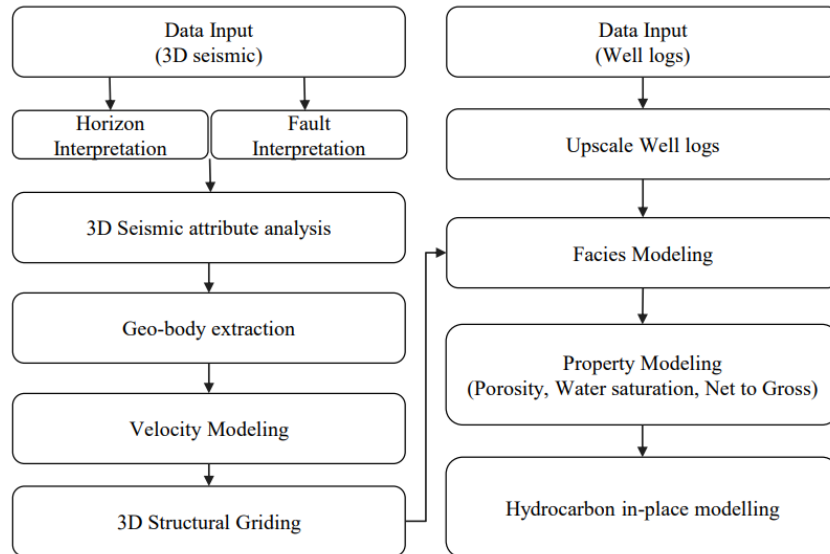 Data Input
(3D seismic)
Horizon
Interpretation
Fault
Interpretation
3D Seismic attribute analysis
Geo-body extraction
Velocity Modeling
3D Structural Griding
Data Input
(Well logs)
Upscale Well logs
Facies Modeling
Property Modeling
(Porosity, Water saturation, Net to Gross)
Hydrocarbon in-place modelling